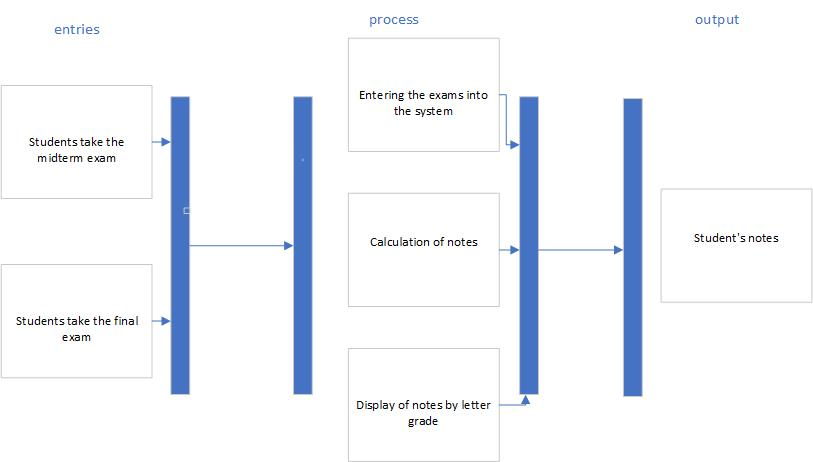 entries
process
output
Students take the
midterm exam
Students take the final
exam
Entering the exams into
the system
Calculation of notes
Display of notes by letter
grade
Student's notes